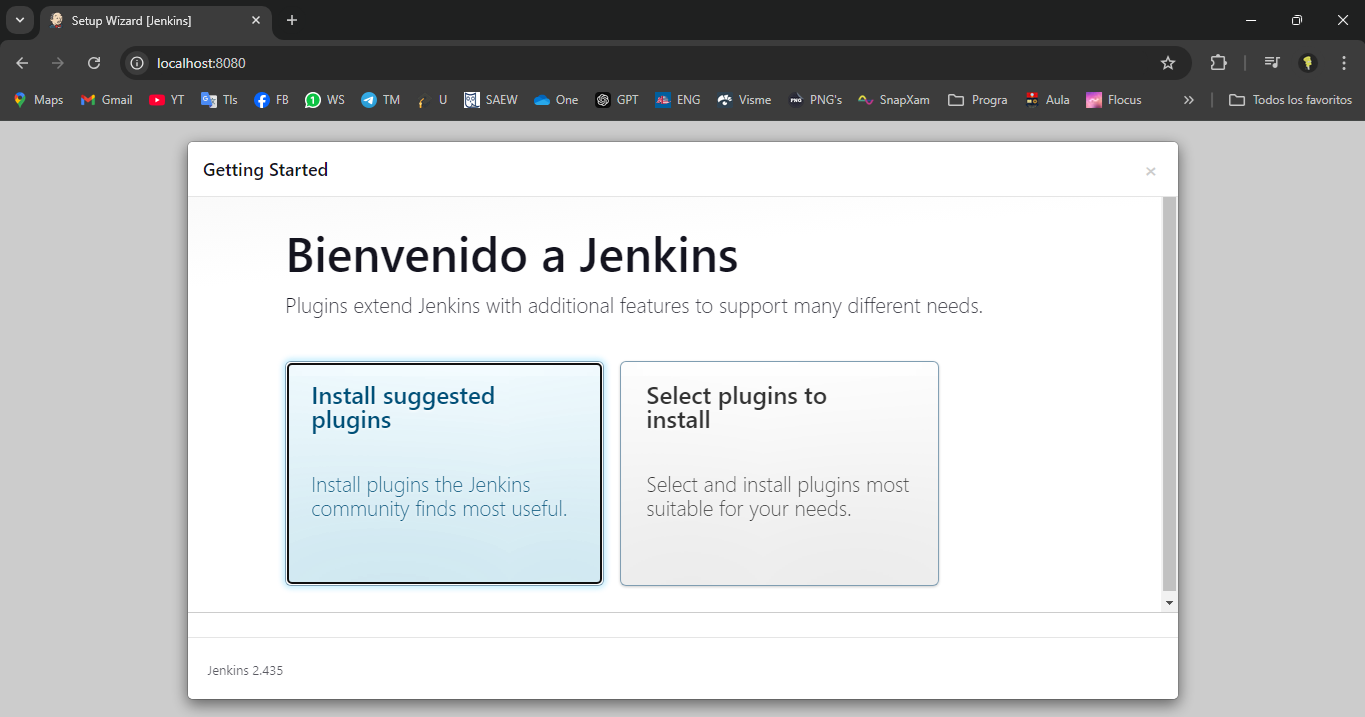 Setup Wizard [Jenkins]
localhost:8080
Maps Gmail YT TIs FB WS TM U SAEW One GPT ENG Visme PNG's SnapXam Progra Aula Flocus Todos los favoritos
Getting Started
Bienvenido a Jenkins
Plugins extend Jenkins with additional features to support many different needs.
Install suggested
plugins
Install plugins the Jenkins
community finds most useful.
Select plugins to
install
Select and install plugins most
suitable for your needs.
Jenkins 2.435